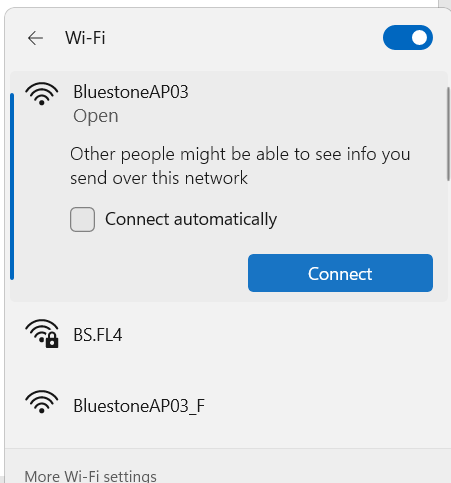 Wi-Fi
BluestoneAP03
Open
Other people might be able to see info you
send over this network
Connect automatically
Connect
BS.FL4
BluestoneAP03_F
More Wi-Fi settings